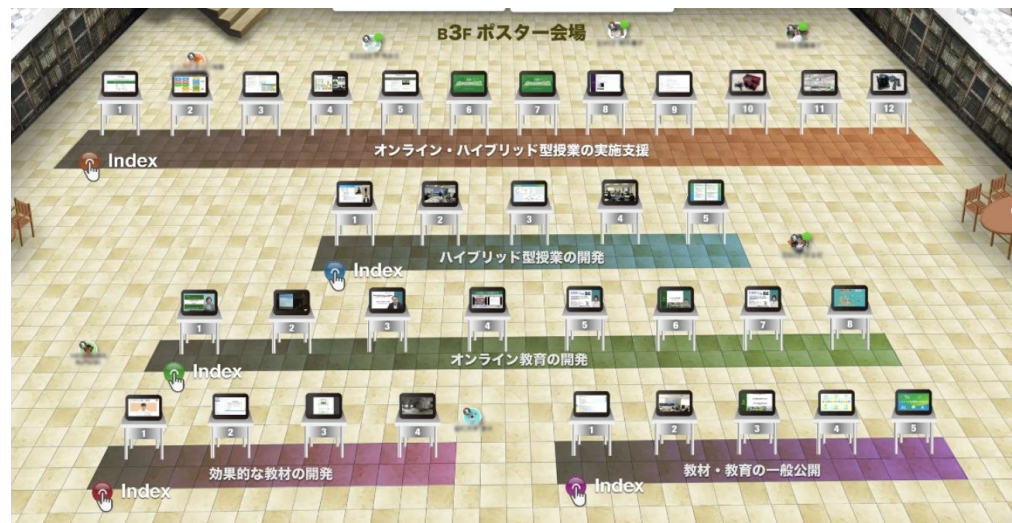 B3F ポスター会場
1 2 3 4 5 6 7 8 9 10 11 12
オンライン・ハイブリッド型授業の実施支援
Index
1 2 3 4 5
ハイブリッド型授業の開発
Index
1 2 3 4 5 6 7 8
オンライン教育の開発
Index
1 2 3 4
効果的な教材の開発
Index
1 2 3 4 5
教材・教育の一般公開
Index